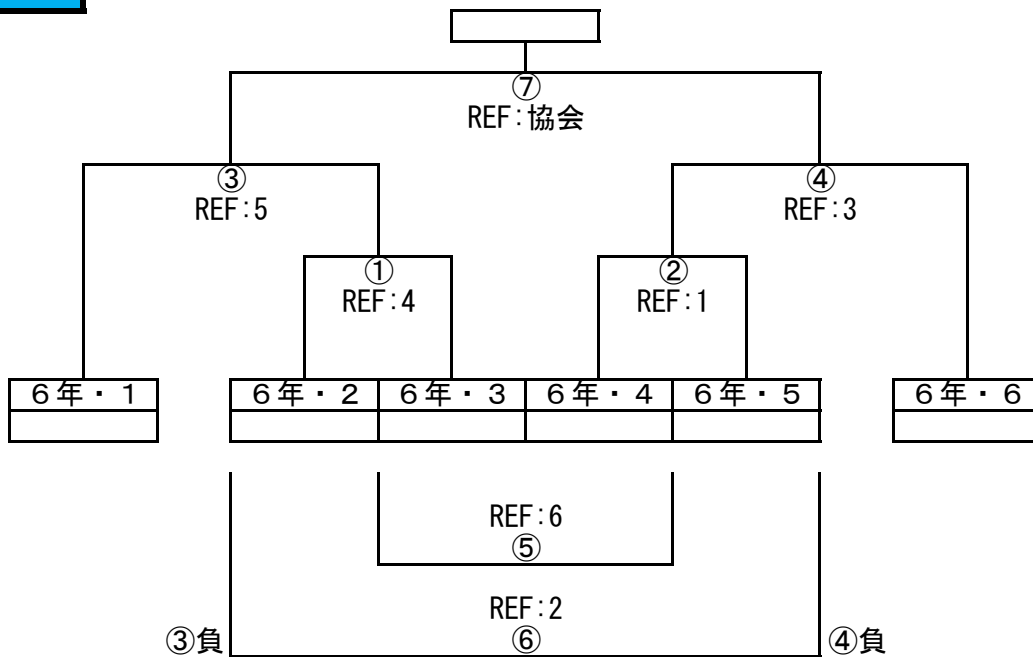 ⑦
REF:協会
③
REF:5
④
REF:3
①
REF:4
②
REF:1
6年・1
6年・2
6年・3
6年・4
6年・5
6年・6
REF:6
⑤
REF:2
③負
⑥
④負